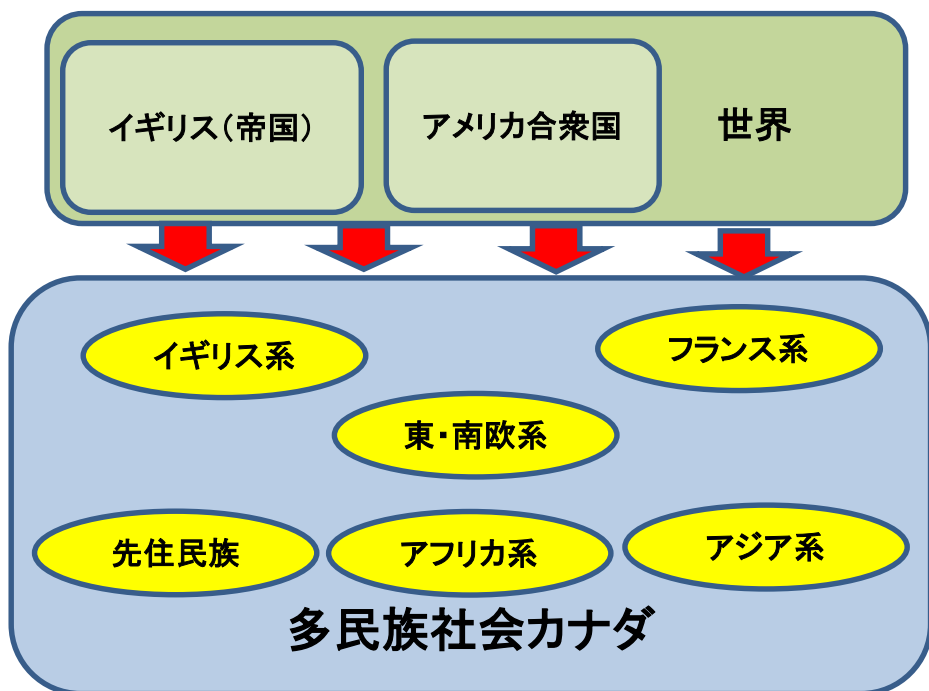 イギリス（帝国）
アメリカ合衆国
世界
イギリス系
フランス系
東・南欧系
先住民族
アフリカ系
アジア系
多民族社会カナダ